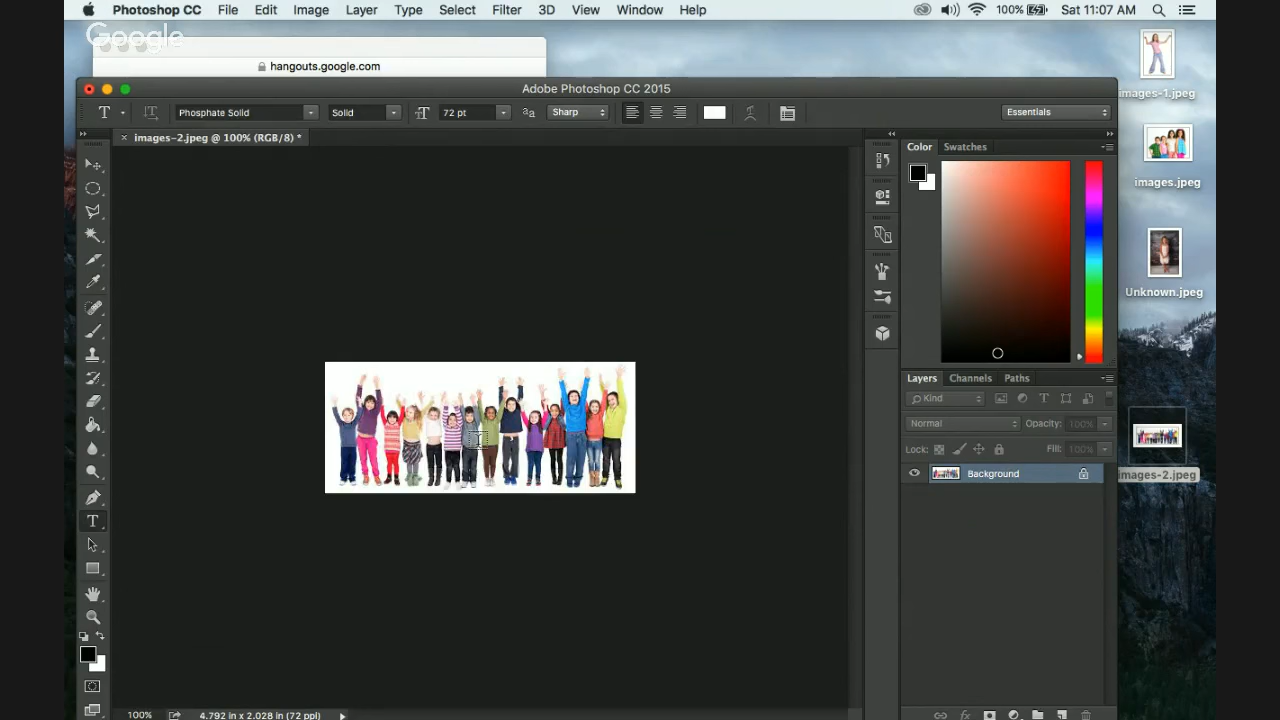 Photoshop CC File Edit Image Layer Type Select Filter 3D View Window Help 100% Sat 11:07 AM
Google
hangouts.google.com
images-1.jpeg
Adobe Photoshop CC 2015
T Phosphate Solid Solid 72 pt aa Sharp Essentials
images-2.jpeg @ 100% (RGB/8) *
Color Swatches
images.jpeg
Unknown.jpeg
Layers Channels Paths
Kind
Normal Opacity: 100%
Lock: Fill: 100%
Background
images-2.jpeg
100% 4.792 in x 2.028 in (72 ppi)